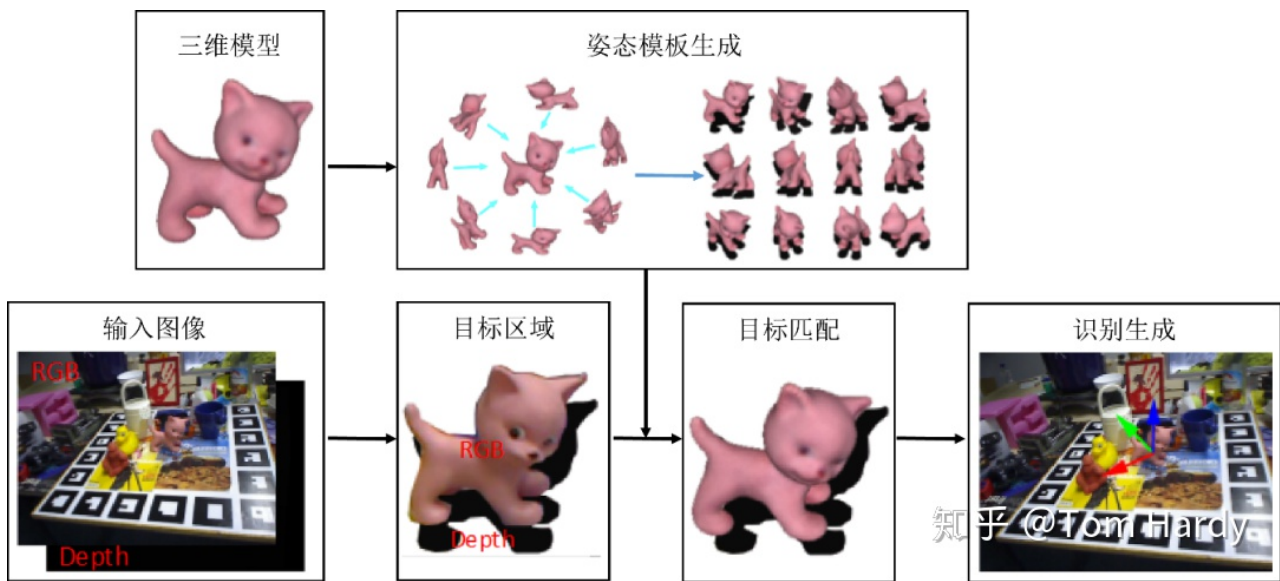 三维模型
姿态模板生成
输入图像
目标区域
目标匹配
识别生成
RGB
Depth
RGB
Depth
知乎 @Tom Hardy